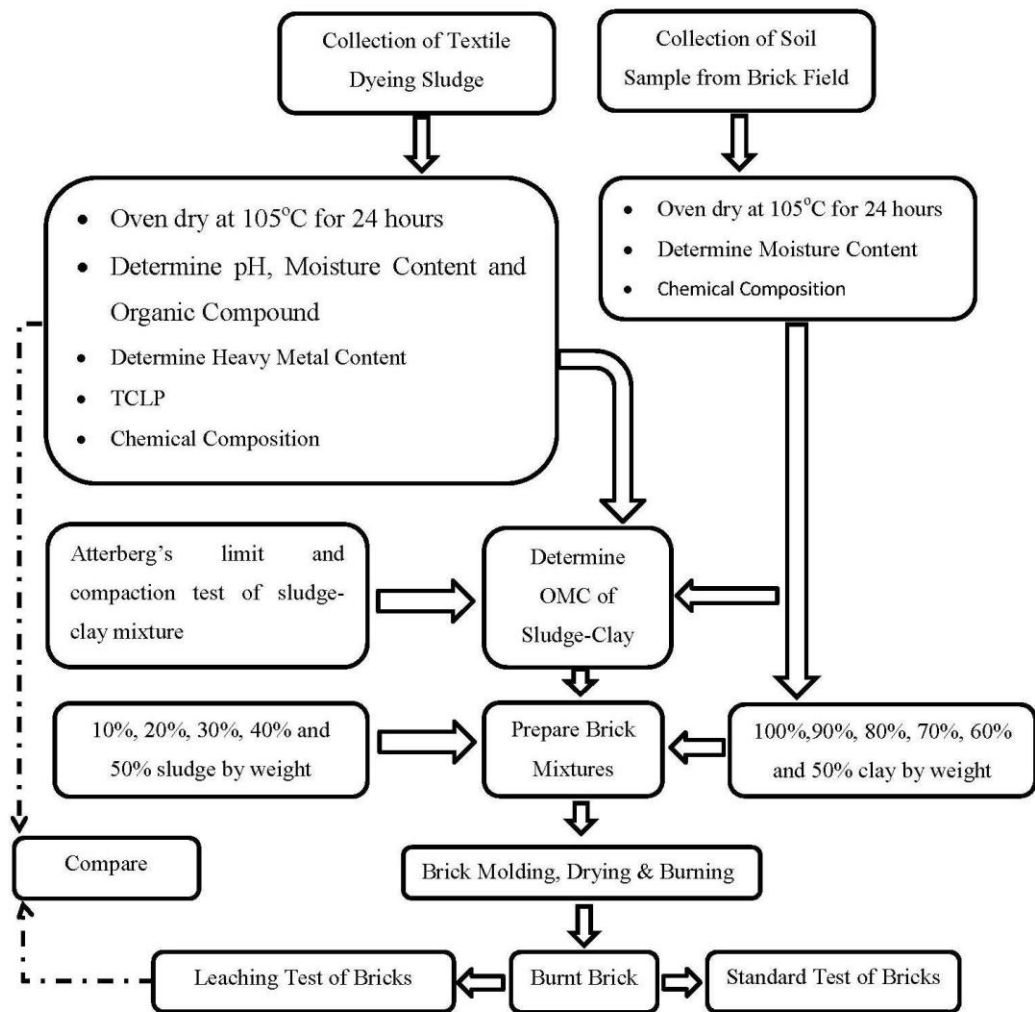 Collection of Textile
Dyeing Sludge
Collection of Soil
Sample from Brick Field
• Oven dry at 105°C for 24 hours
• Determine pH, Moisture Content and
Organic Compound
• Determine Heavy Metal Content
• TCLP
• Chemical Composition
• Oven dry at 105°C for 24 hours
• Determine Moisture Content
• Chemical Composition
Atterberg’s limit and
compaction test of sludge-
clay mixture
Determine
OMC of
Sludge-Clay
10%, 20%, 30%, 40% and
50% sludge by weight
Prepare Brick
Mixtures
100%,90%, 80%, 70%, 60%
and 50% clay by weight
Compare
Brick Molding, Drying & Burning
Leaching Test of Bricks
Burnt Brick
Standard Test of Bricks